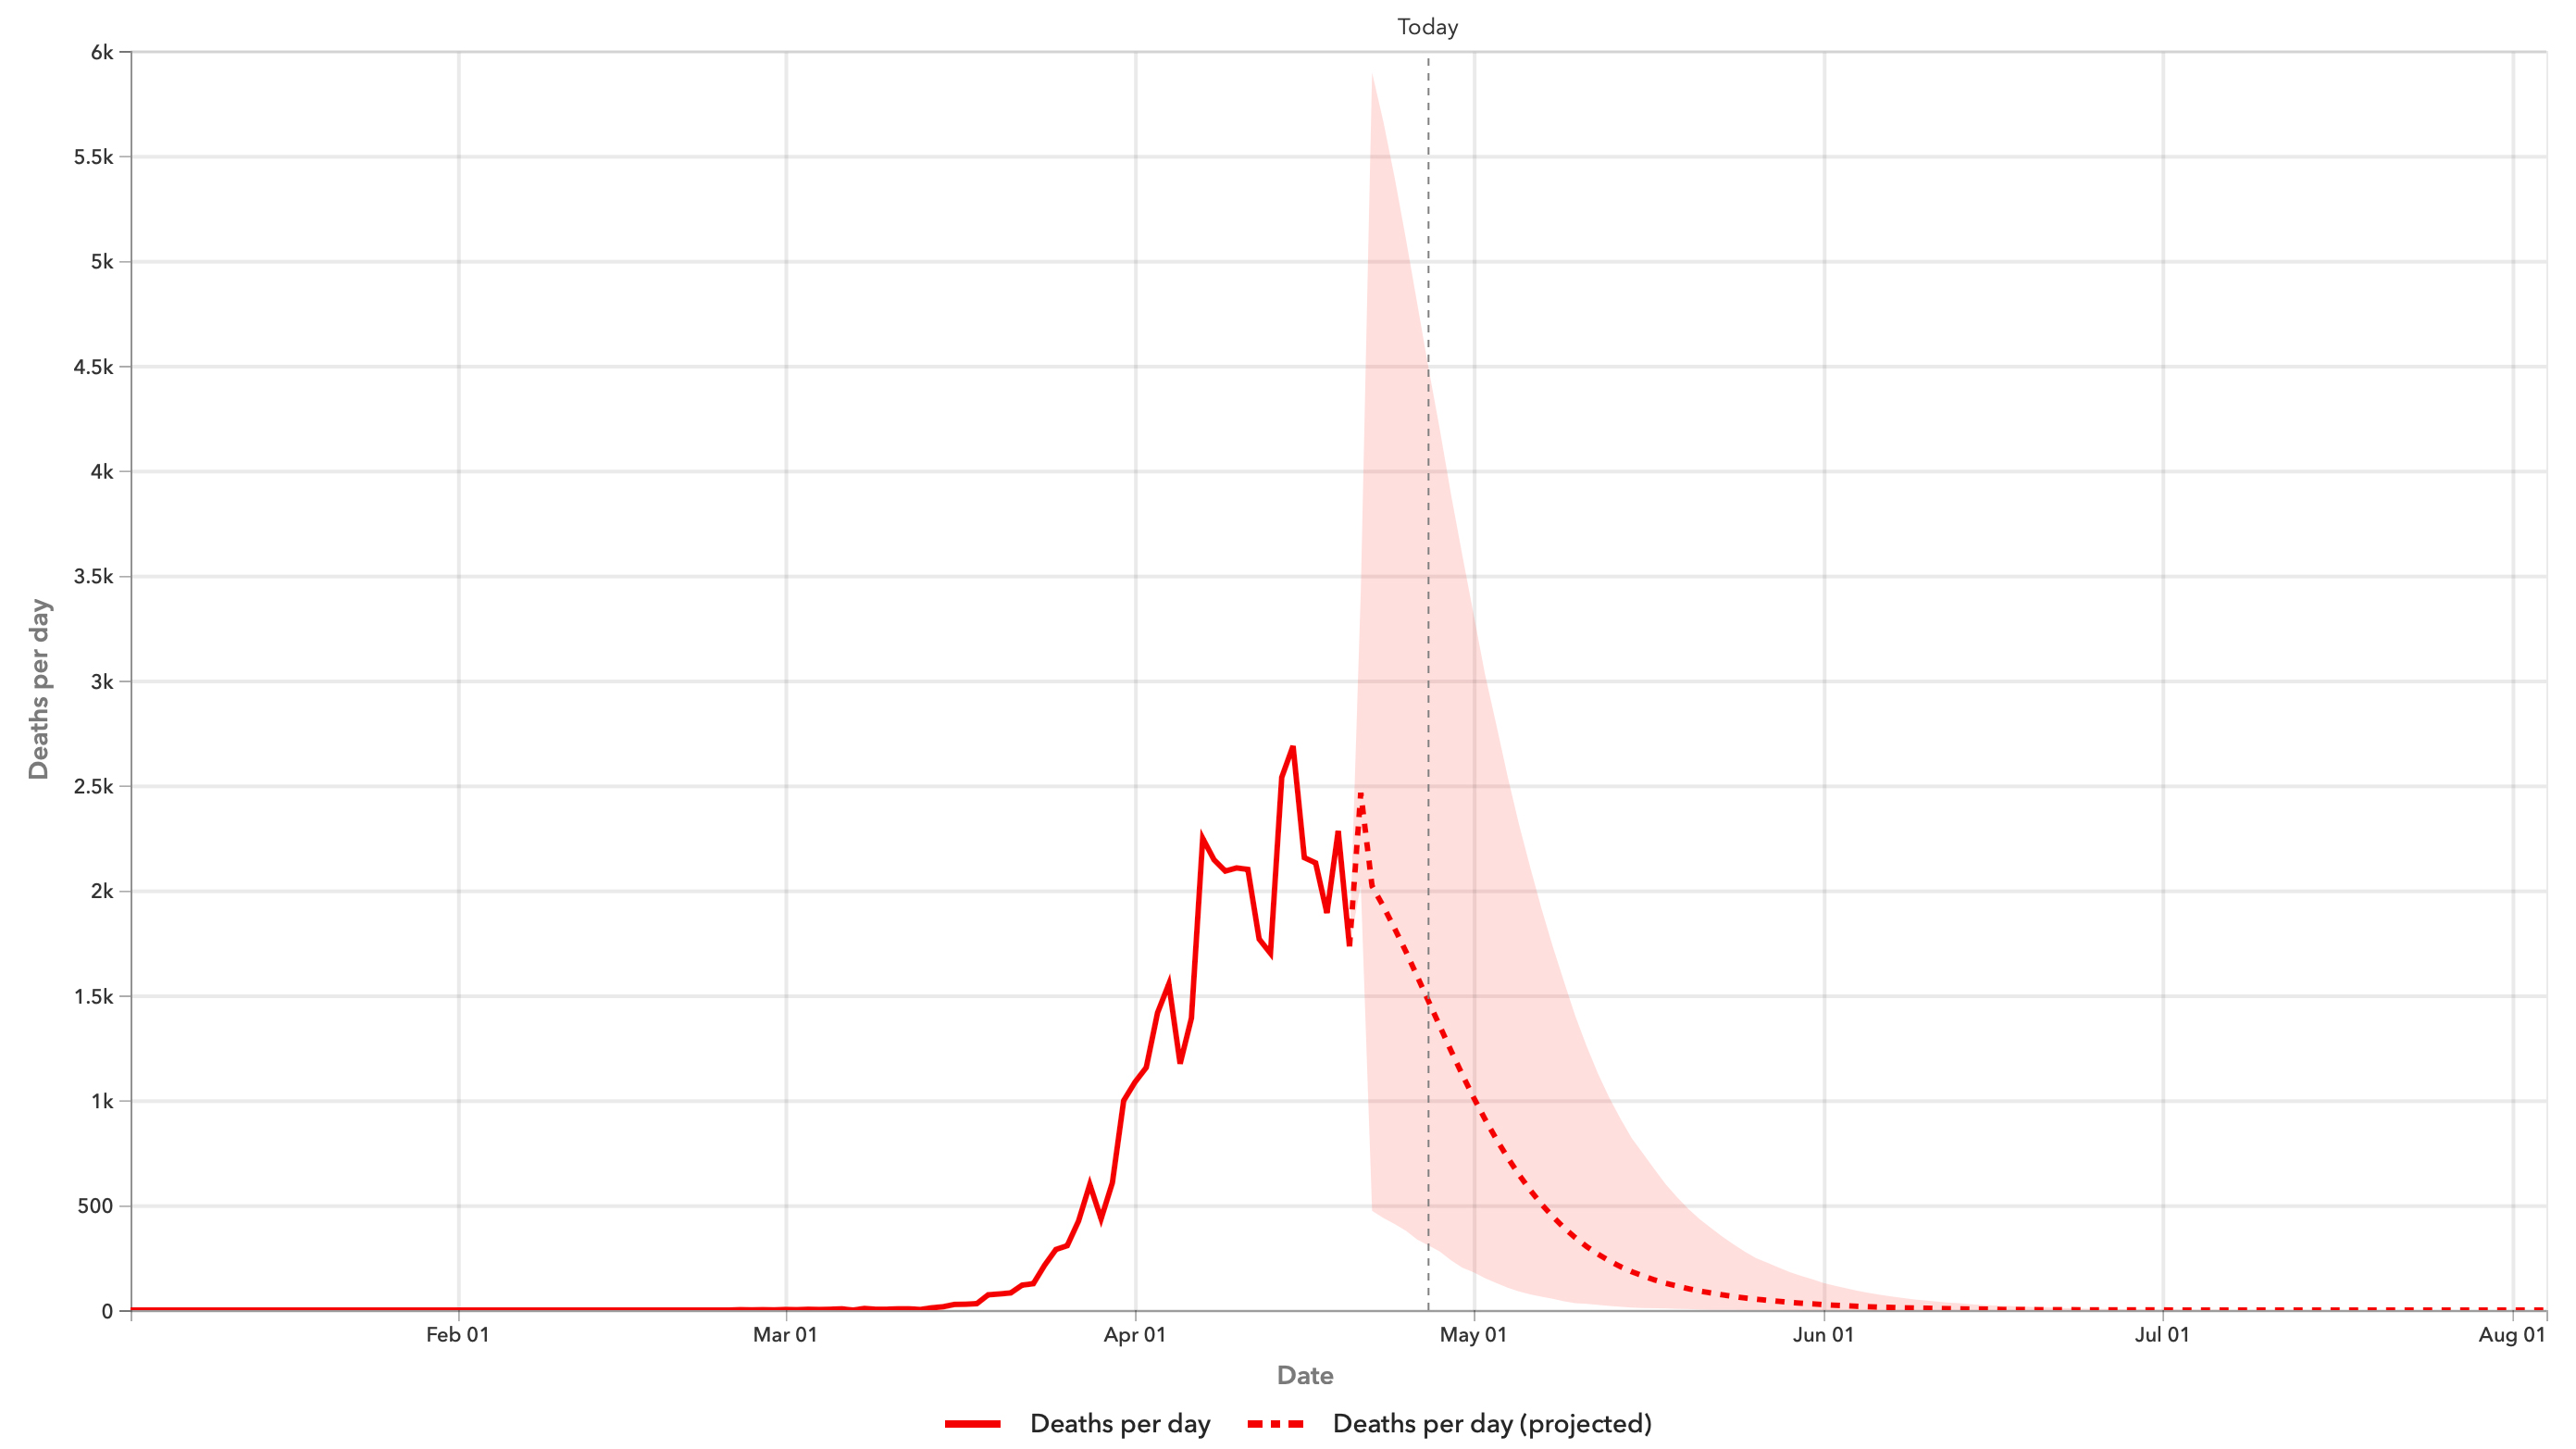 Today
6k
5.5k
5k
4.5k
4k
3.5k
3k
2.5k
2k
1.5k
1k
500
0
Deaths per day
Feb 01 Mar 01 Apr 01 May 01 Jun 01 Jul 01 Aug 01
Date
Deaths per day Deaths per day (projected)